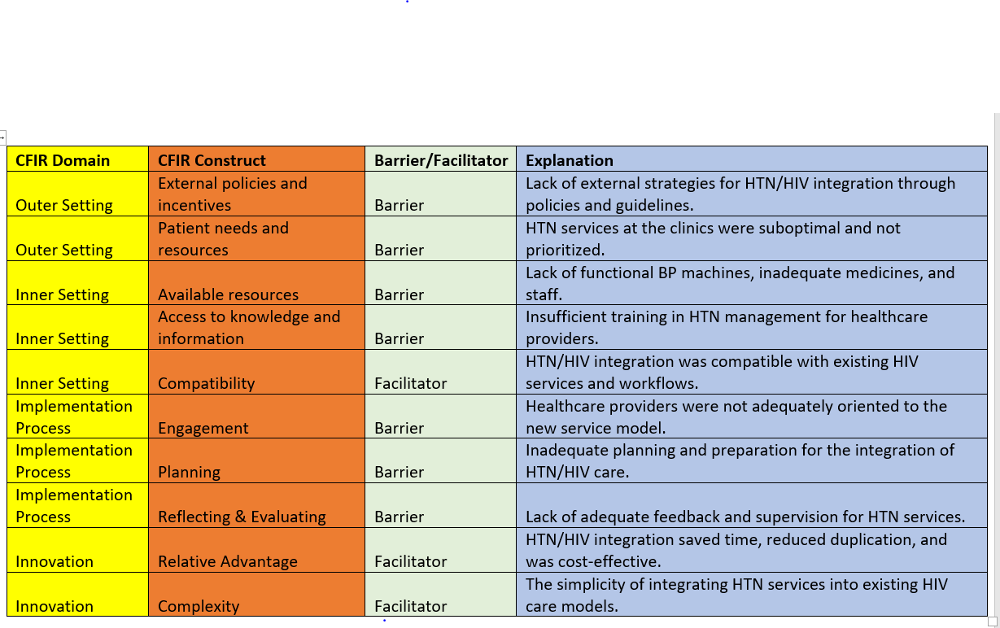 CFIR Domain CFIR Construct Barrier/Facilitator Explanation
External policies and Lack of external strategies for HTN/HIV integration through
Outer Setting incentives Barrier policies and guidelines.
Patient needs and HTN services at the clinics were suboptimal and not
Outer Setting resources Barrier prioritized.
Lack of functional BP machines, inadequate medicines, and
Inner Setting Available resources Barrier staff.
Access to knowledge and Insufficient training in HTN management for healthcare
Inner Setting information Barrier providers.
HTN/HIV integration was compatible with existing HIV
Inner Setting Compatibility Facilitator services and workflows.
Implementation Healthcare providers were not adequately oriented to the
Process Engagement Barrier new service model.
Implementation Inadequate planning and preparation for the integration of
Process Planning Barrier HTN/HIV care.
Implementation
Process Reflecting & Evaluating Barrier Lack of adequate feedback and supervision for HTN services.
HTN/HIV integration saved time, reduced duplication, and
Innovation Relative Advantage Facilitator was cost-effective.
The simplicity of integrating HTN services into existing HIV
Innovation Complexity Facilitator care models.